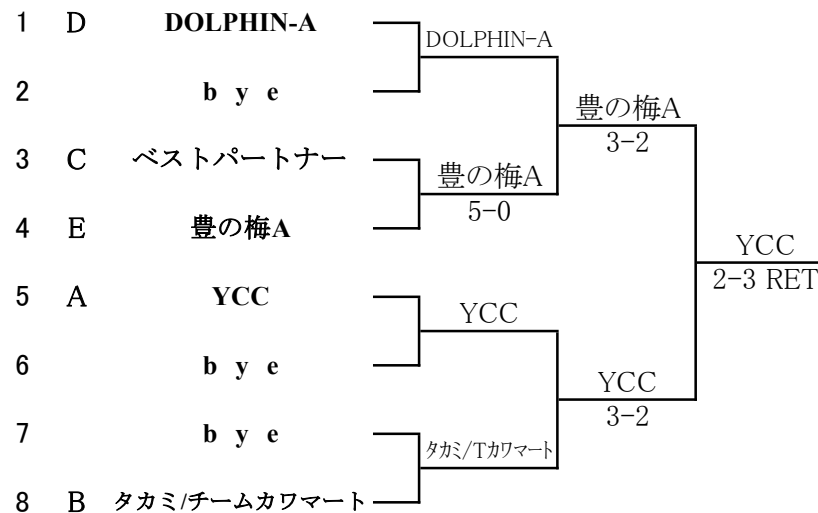 1 D DOLPHIN-A
DOLPHIN-A
2 b y e
豊の梅A
3-2
3 C ベストパートナー
豊の梅A
5-0
4 E 豊の梅A
YCC
2-3 RET
5 A YCC
YCC
6 b y e
YCC
3-2
7 b y e
タカミ/Tカワマート
8 B タカミ/チームカワマート